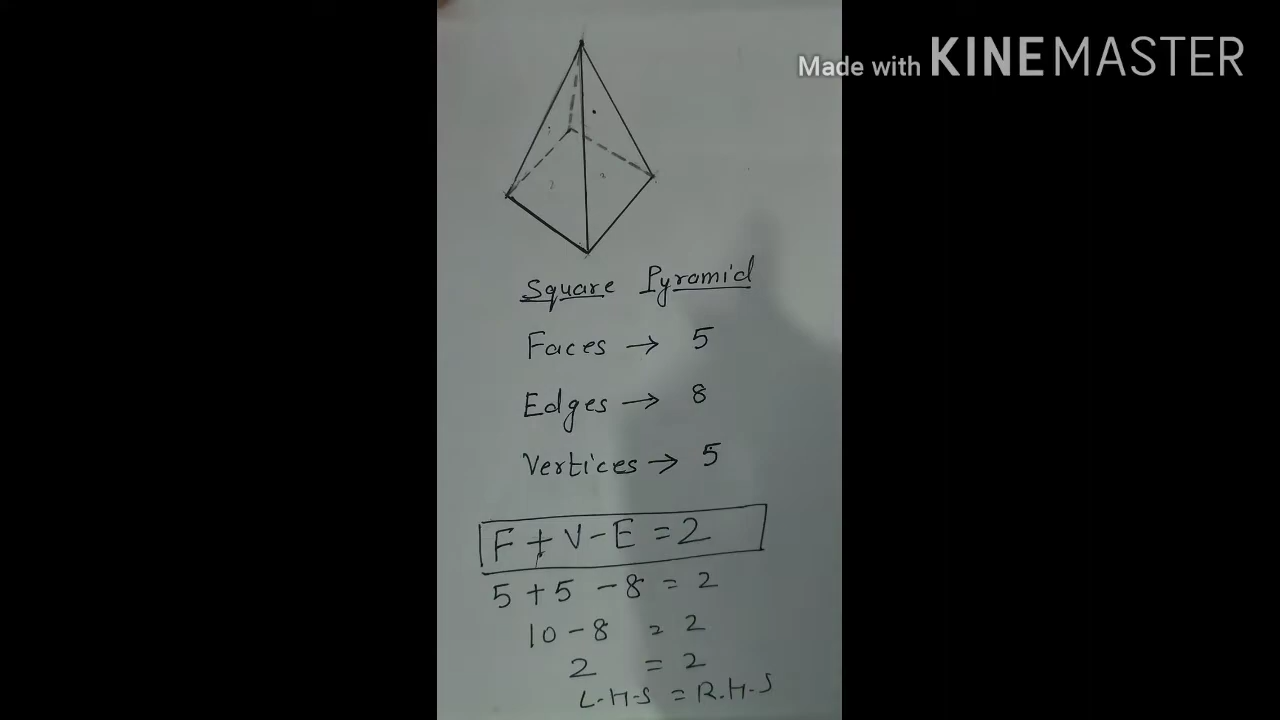 Made with KINEMASTER
Square Pyramid
Faces → 5
Edges → 8
Vertices → 5
F + V - E = 2
5 + 5 - 8 = 2
10 - 8 = 2
2 = 2
L.H.S = R.H.S